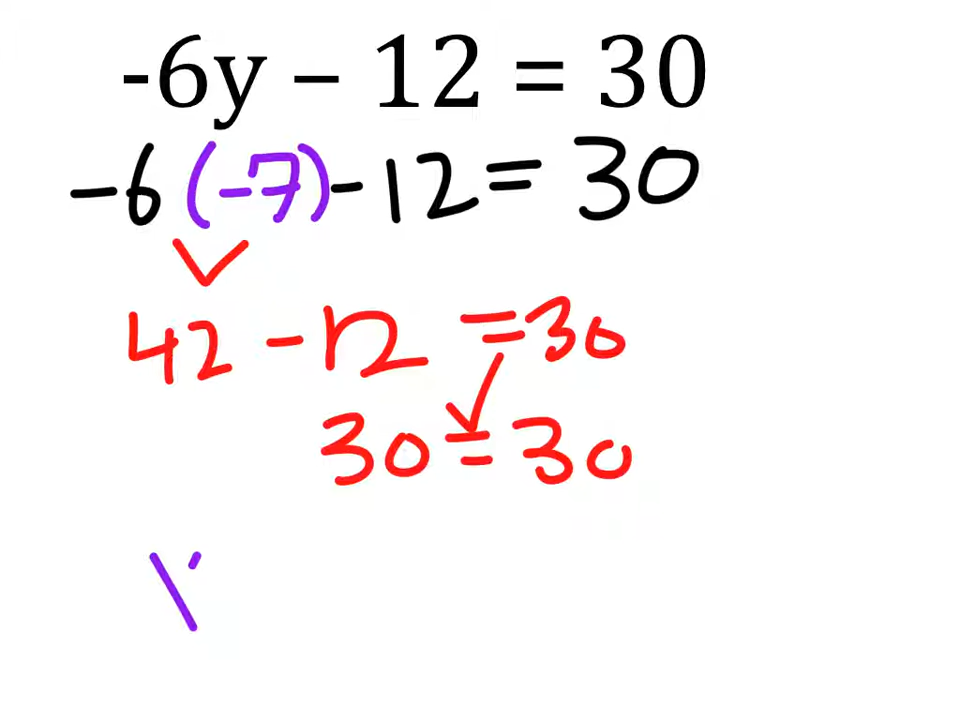 -6y – 12 = 30
-6 (-7) - 12 = 30
42 - 12 = 30
30 = 30